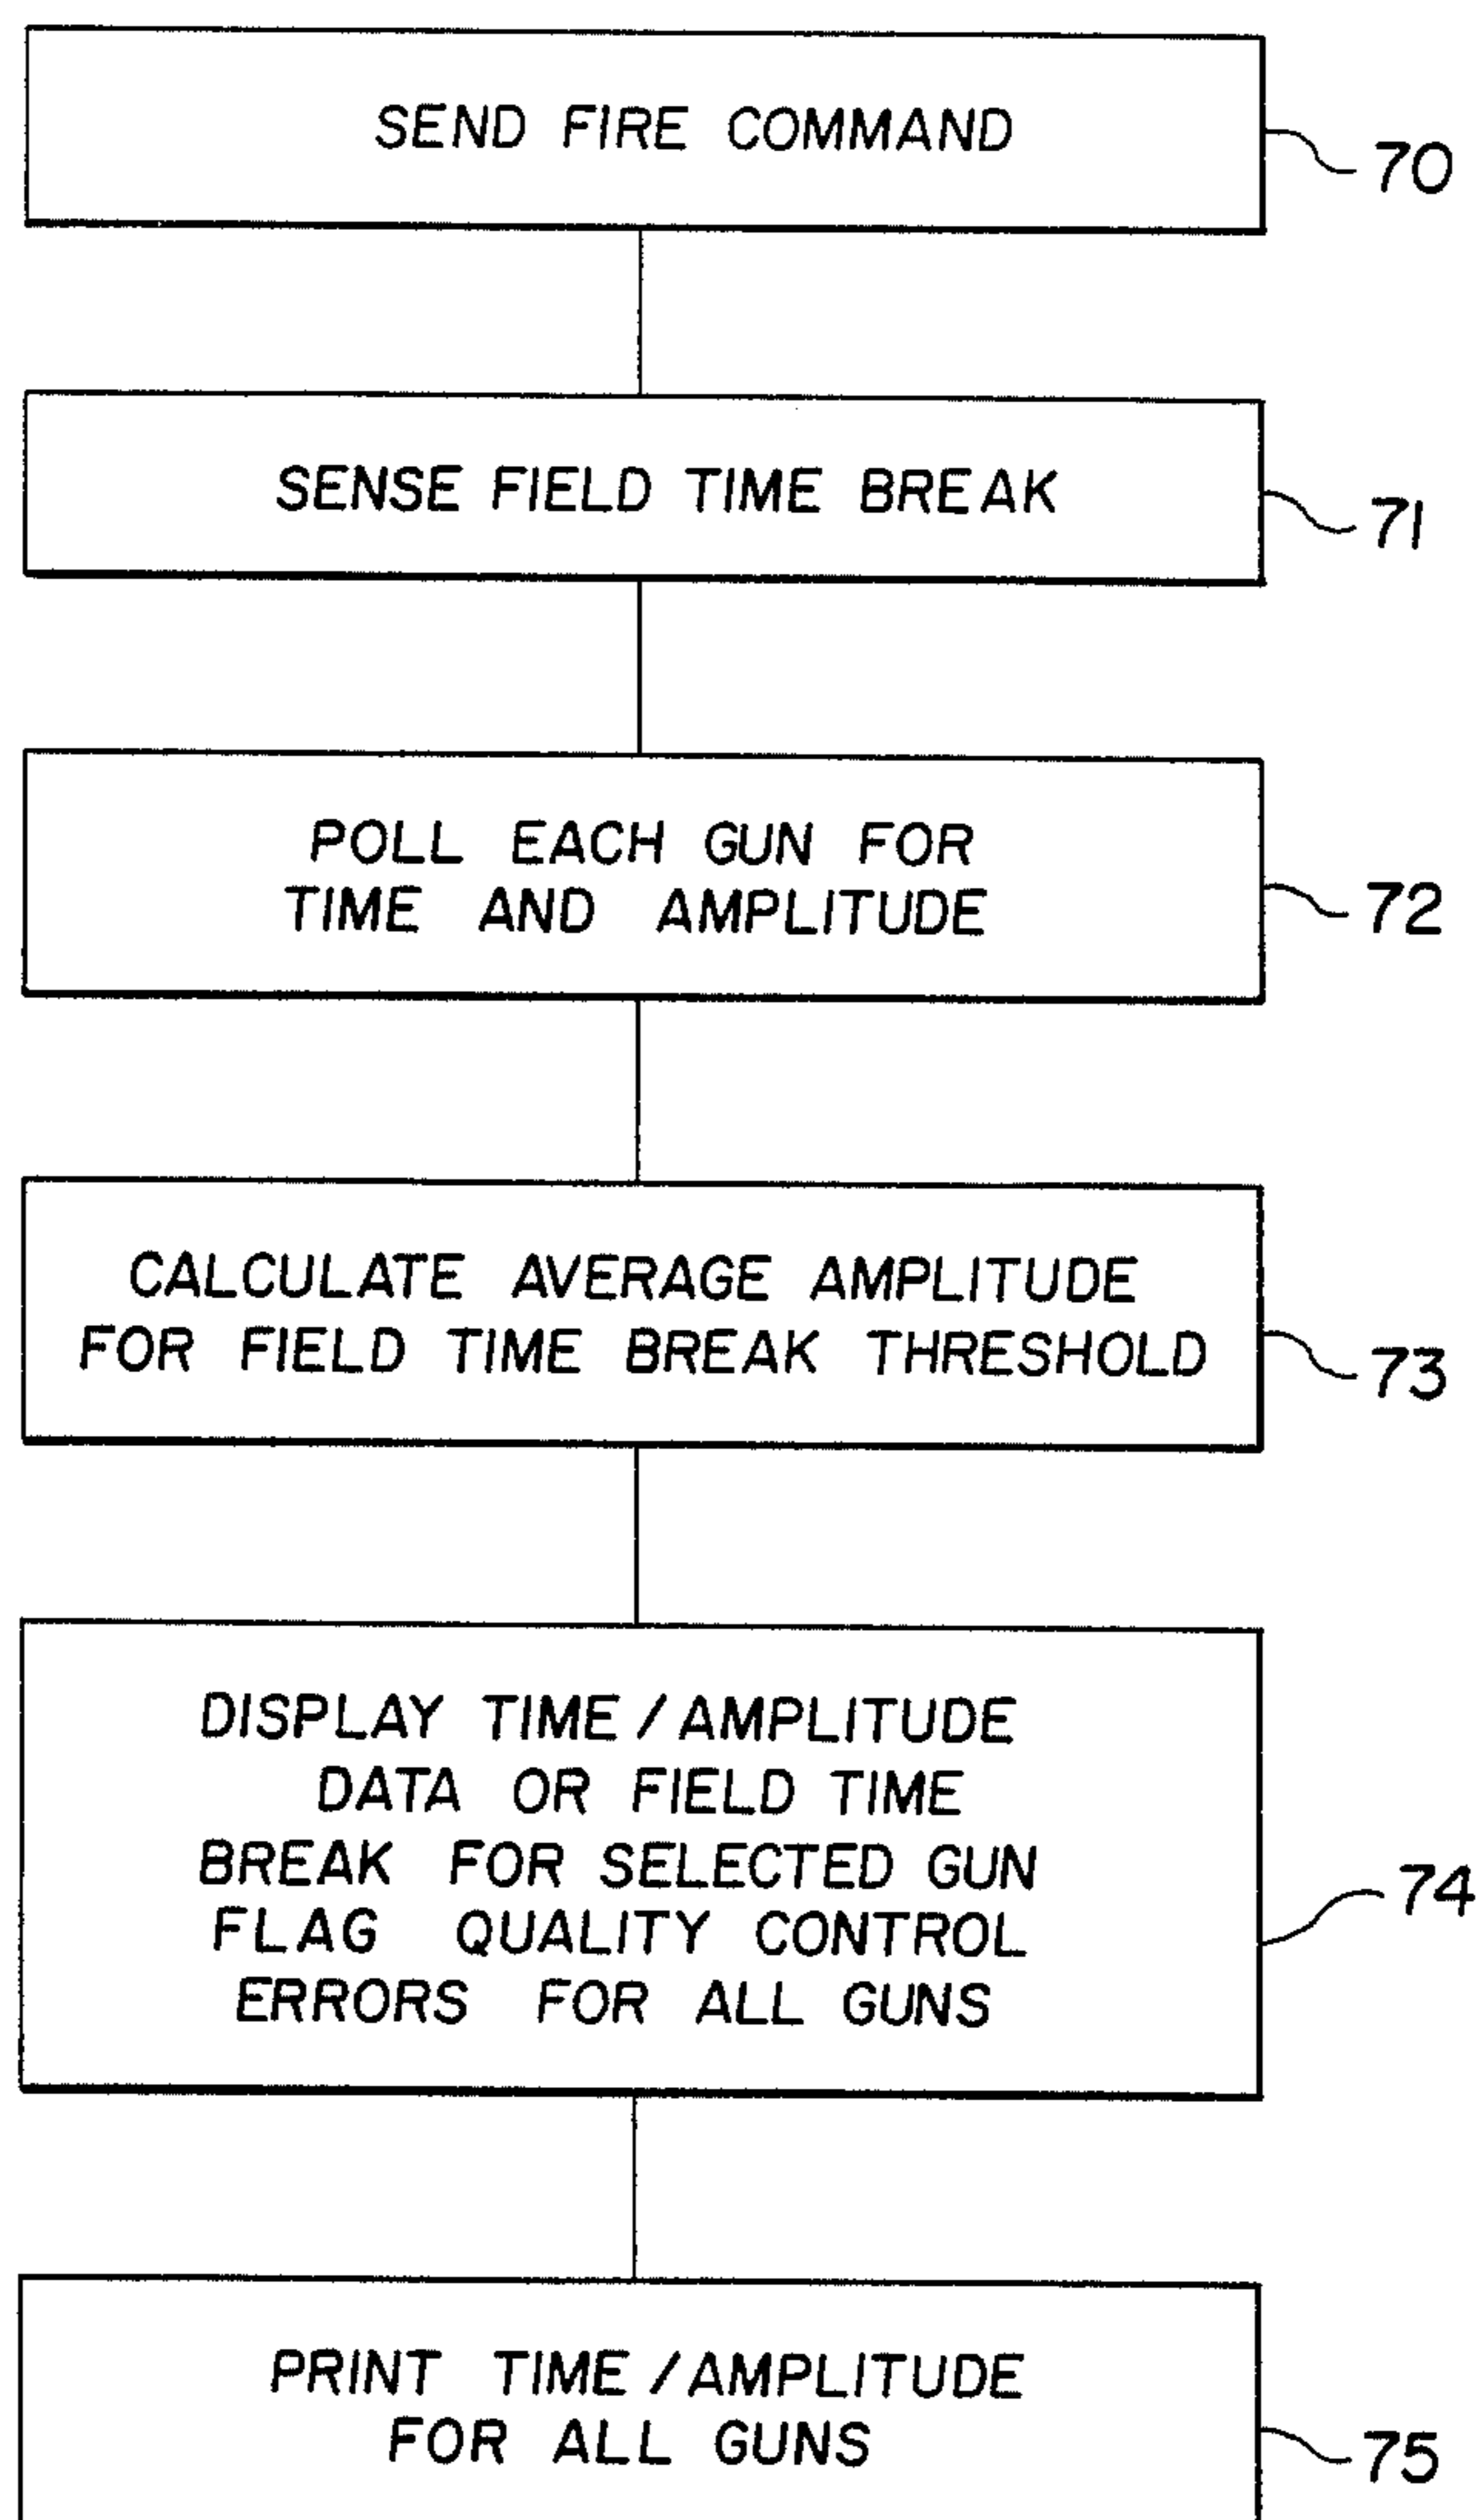 SEND FIRE COMMAND
70
SENSE FIELD TIME BREAK
71
POLL EACH GUN FOR
TIME AND AMPLITUDE
72
CALCULATE AVERAGE AMPLITUDE
FOR FIELD TIME BREAK THRESHOLD
73
DISPLAY TIME/AMPLITUDE
DATA OR FIELD TIME
BREAK FOR SELECTED GUN
FLAG QUALITY CONTROL
ERRORS FOR ALL GUNS
74
PRINT TIME/AMPLITUDE
FOR ALL GUNS
75